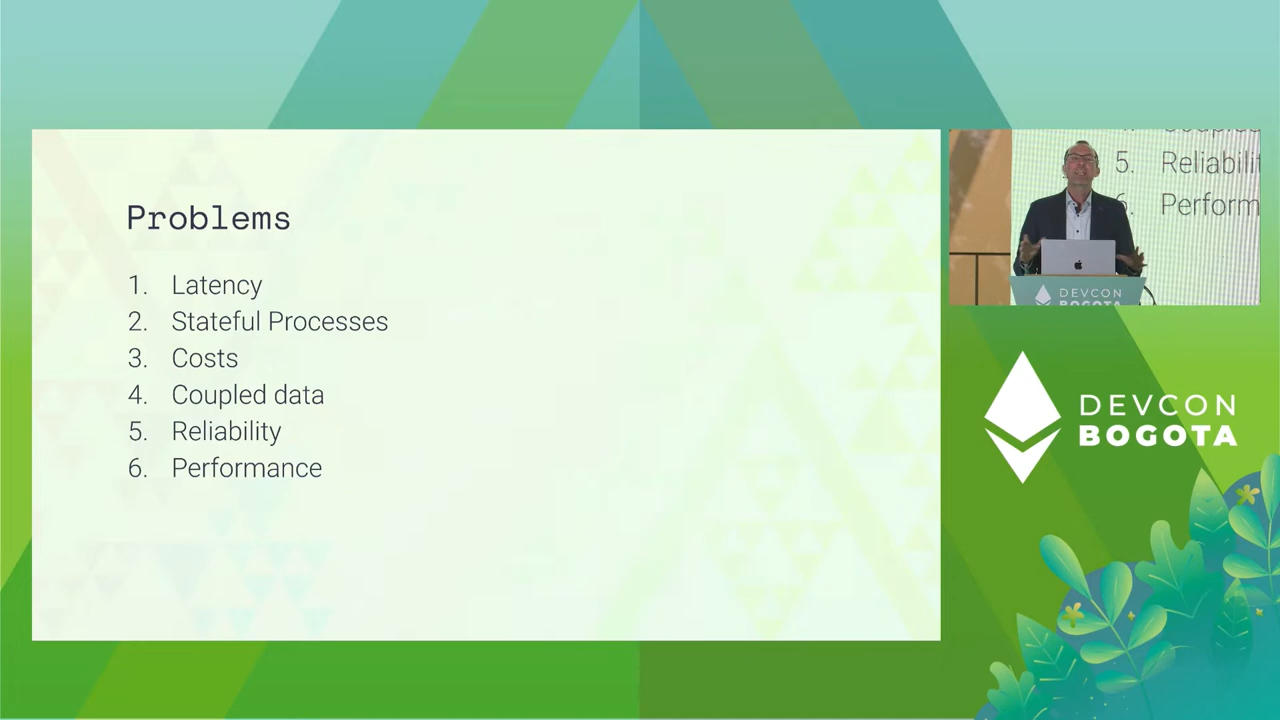 Problems
1. Latency
2. Stateful Processes
3. Costs
4. Coupled data
5. Reliability
6. Performance
5. Reliabilit
6. Perform
DEVCON
BOGOTA
DEVCON
BOGOTA